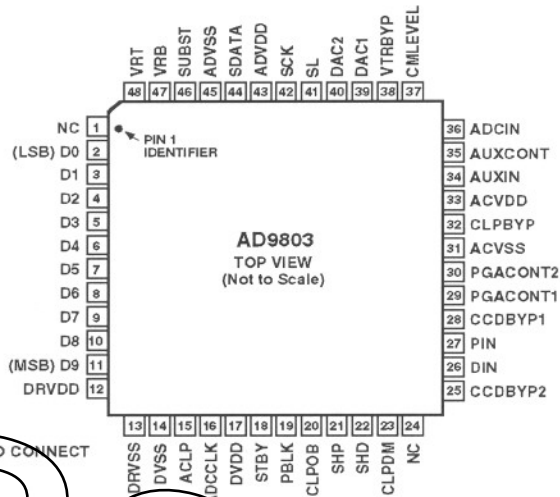 VRT
VRB
SUBST
ADVSS
SDATA
ADVDD
SCK
SL
DAC2
DAC1
VTRBYP
CMLEVEL
48 47 46 45 44 43 42 41 40 39 38 37
NC 1
(LSB) D0 2
D1 3
D2 4
D3 5
D4 6
D5 7
D6 8
D7 9
D8 10
(MSB) D9 11
DRVDD 12
PIN 1
IDENTIFIER
AD9803
TOP VIEW
(Not to Scale)
36 ADCIN
35 AUXCONT
34 AUXIN
33 ACVDD
32 CLPBYP
31 ACVSS
30 PGACONT2
29 PGACONT1
28 CCDBYP1
27 PIN
26 DIN
25 CCDBYP2
13 14 15 16 17 18 19 20 21 22 23 24
DRVSS
DVSS
ACLP
ADCCLK
DVDD
STBY
PBLK
CLPOB
SHP
SHD
CLPDM
NC
CONNECT